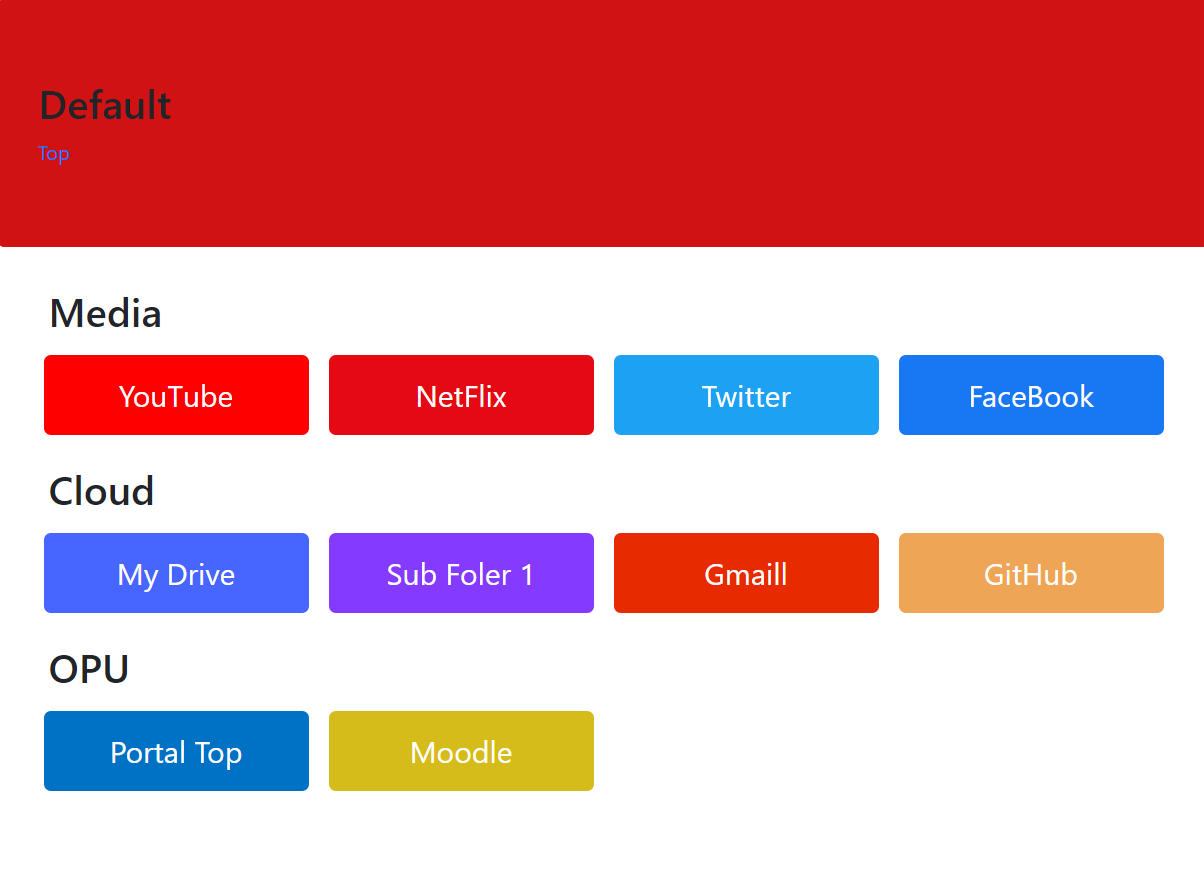 Default
Top
Media
YouTube
NetFlix
Twitter
FaceBook
Cloud
My Drive
Sub Foler 1
Gmaill
GitHub
OPU
Portal Top
Moodle